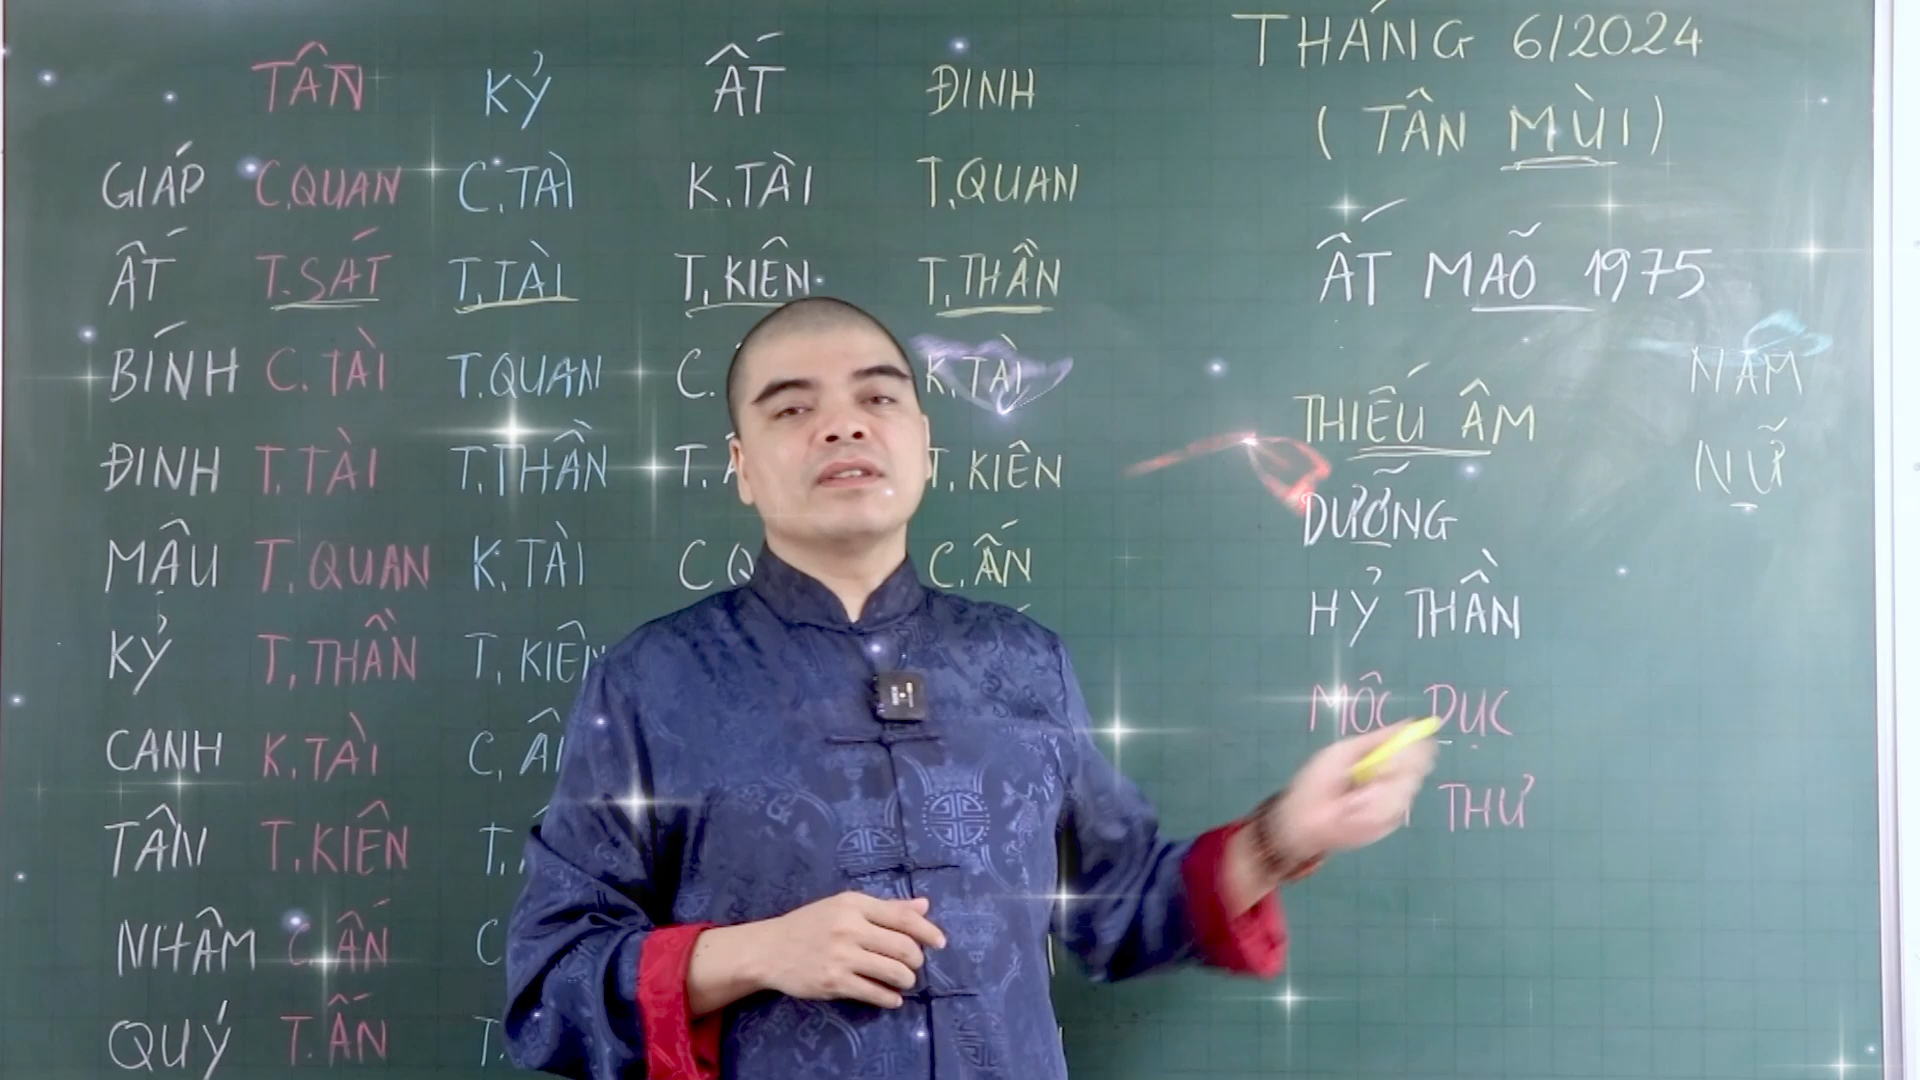 TÂN KỶ ẤT ĐINH
GIÁP C.QUAN C.TÀI K.TÀI T.QUAN
ẤT T.SÁT T.TÀI T.KIÊN T.THẦN
BÍNH C.TÀI T.QUAN C. K.TÀI
ĐINH T.TÀI T.THẦN T. T.KIÊN
MẬU T.QUAN K.TÀI C.Q C.ẤN
KỶ T.THẦN T.KIÊN
CANH K.TÀI C.Ấ
TÂN T.KIÊN T.
NHÂM C.ẤN C
QUÝ T.ẤN T.
THÁNG 6/2024
(TÂN MÙI)
ẤT MÃO 1975
THIẾU ÂM
DƯỠNG
HỶ THẦN
MỘC DỤC
THƯ
NAM
NỮ